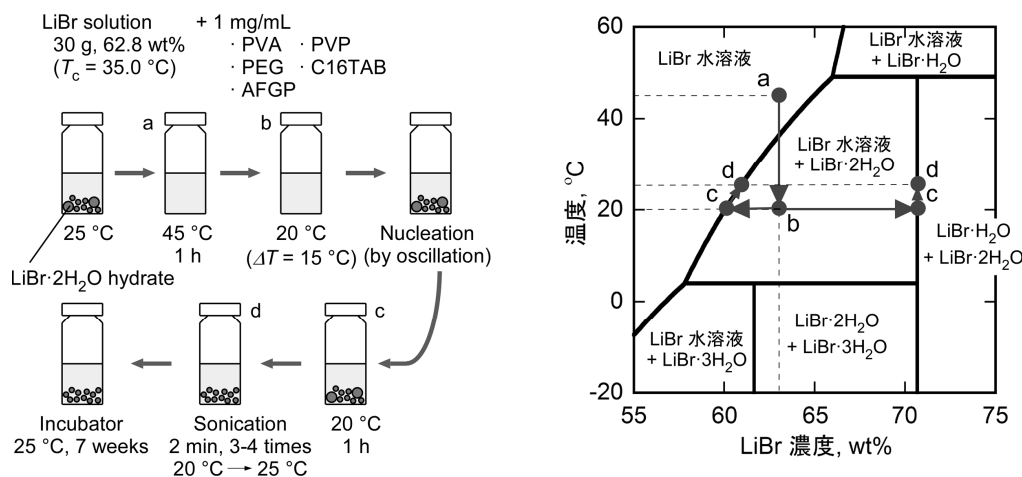 LiBr solution
30 g, 62.8 wt%
(Tc = 35.0 °C)
+ 1 mg/mL
· PVA · PVP
· PEG · C16TAB
· AFGP
a
b
25 °C
45 °C
1 h
20 °C
(ΔT = 15 °C)
Nucleation
(by oscillation)
LiBr·2H2O hydrate
d
c
Incubator
25 °C, 7 weeks
Sonication
2 min, 3-4 times
20 °C → 25 °C
20 °C
1 h
温度, °C
60
40
20
0
-20
55
60
65
70
75
LiBr 濃度, wt%
LiBr 水溶液
LiBr 水溶液
+ LiBr·H2O
a
LiBr 水溶液
+ LiBr·2H2O
d
c
b
d
c
LiBr·H2O
+ LiBr·2H2O
LiBr 水溶液
+ LiBr·3H2O
LiBr·2H2O
+ LiBr·3H2O